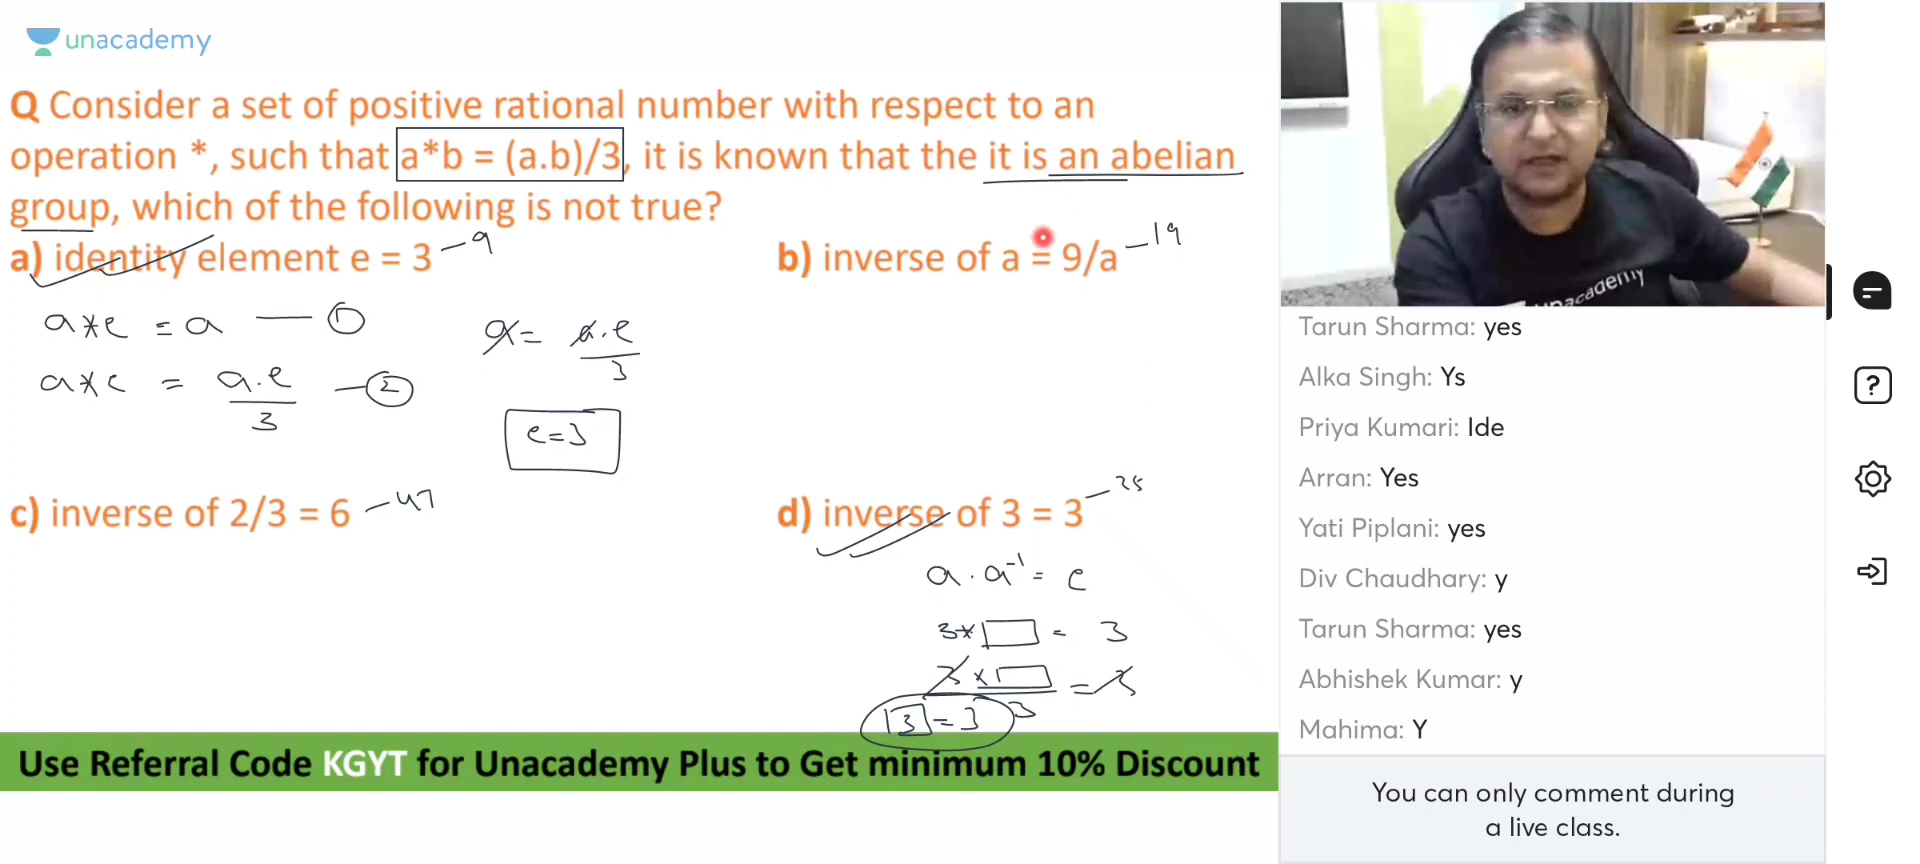 unacademy
Q Consider a set of positive rational number with respect to an
operation *, such that a*b = (a.b)/3, it is known that the it is an abelian
group, which of the following is not true?
a) identity element e = 3 – 9
b) inverse of a = 9/a – 19
a*e = a — 1
a*e = a.e/3 — 2
a = a.e/3
e=3
c) inverse of 2/3 = 6 – 47
d) inverse of 3 = 3 – 25
a . a⁻¹ = e
3* = 3
3 * /3 = 3
3 = 3
Use Referral Code KGYT for Unacademy Plus to Get minimum 10% Discount
unacademy
Tarun Sharma: yes
Alka Singh: Ys
Priya Kumari: Ide
Arran: Yes
Yati Piplani: yes
Div Chaudhary: y
Tarun Sharma: yes
Abhishek Kumar: y
Mahima: Y
You can only comment during
a live class.
?